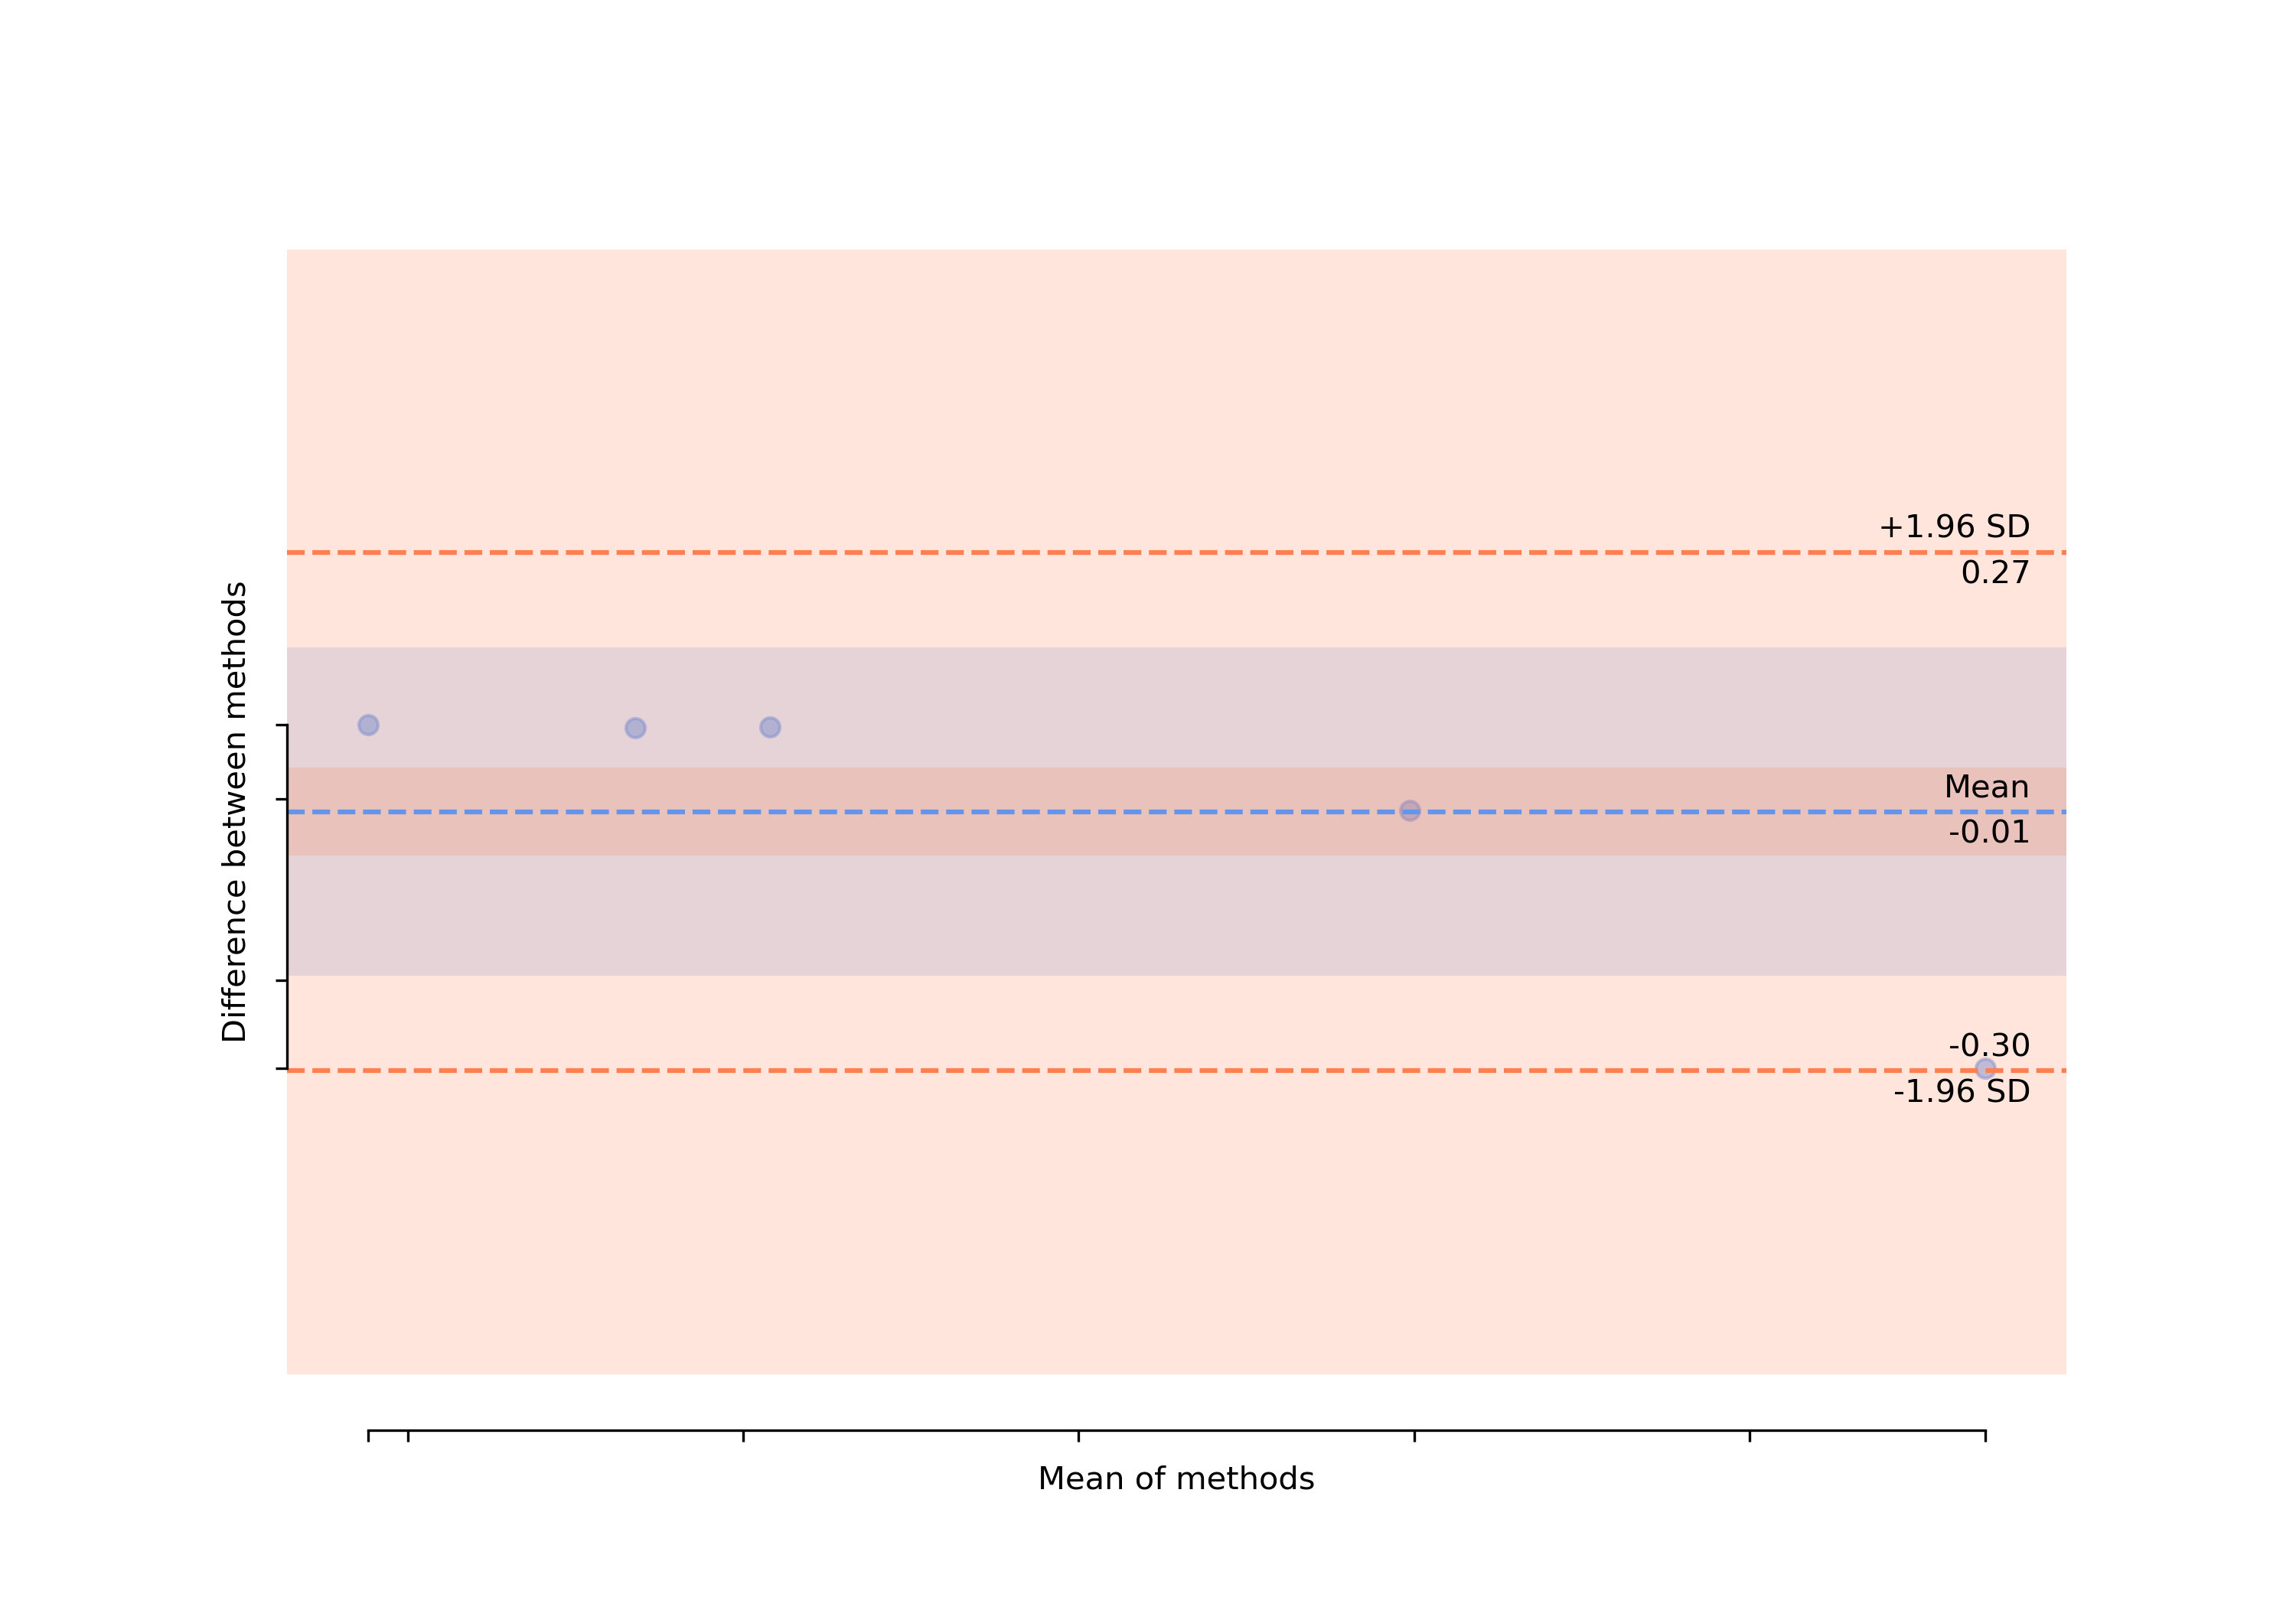 +1.96 SD
0.27
Mean
-0.01
-0.30
-1.96 SD
Difference between methods
Mean of methods